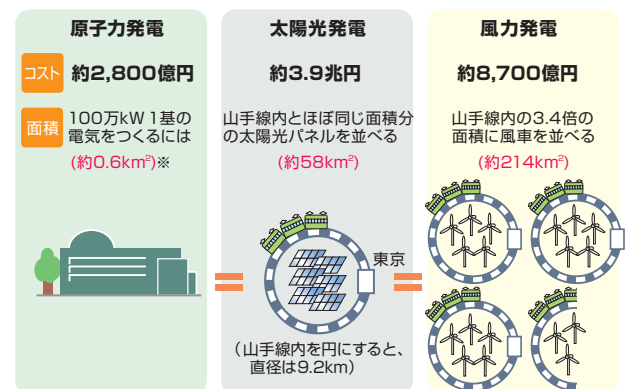 原子力発電
コスト 約2,800億円
面積 100万kW 1基の
電気をつくるには
(約0.6km²)※
太陽光発電
約3.9兆円
山手線内とほぼ同じ面積分
の太陽光パネルを並べる
(約58km²)
東京
(山手線内を円にすると、
直径は9.2km)
風力発電
約8,700億円
山手線内の3.4倍の
面積に風車を並べる
(約214km²)